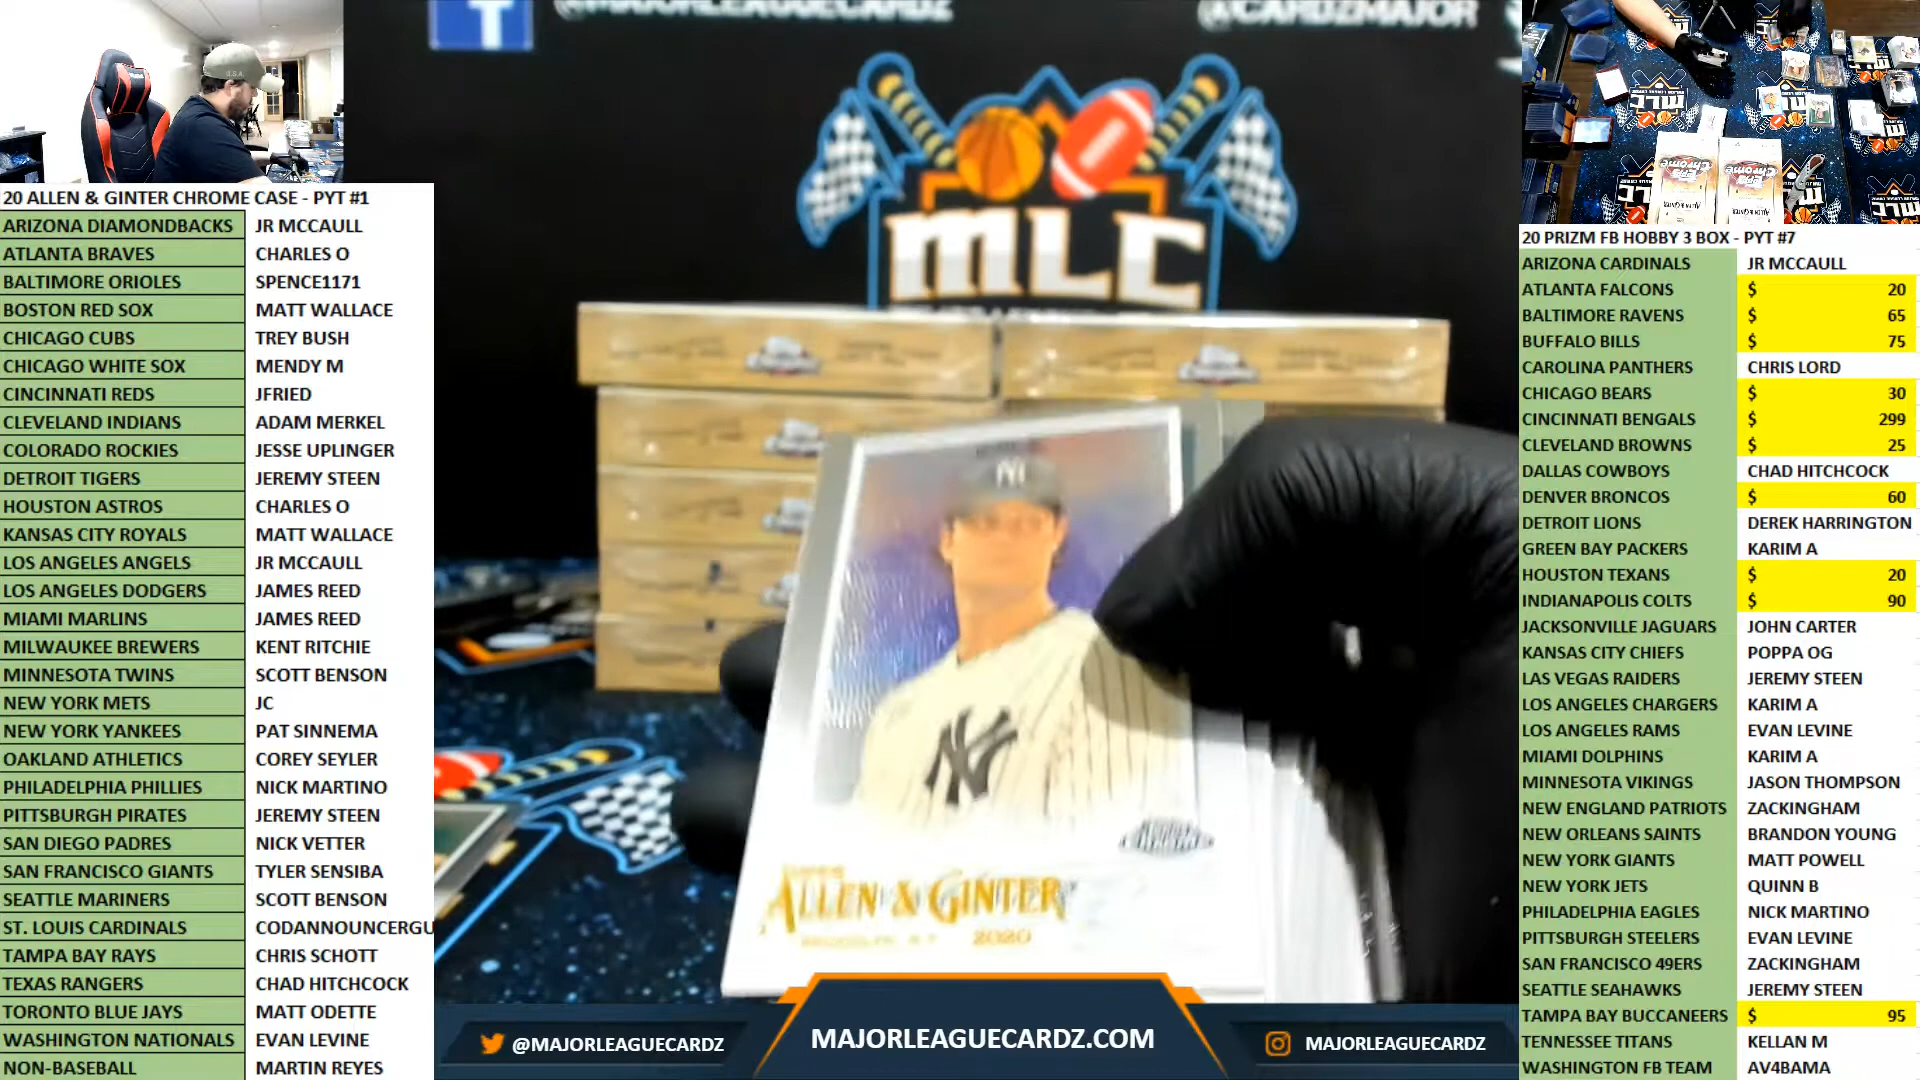 @MAJORLEAGUECARDZ
@CARDZMAJOR
U.S.A.
20 ALLEN & GINTER CHROME CASE - PYT #1
ARIZONA DIAMONDBACKS JR MCCAULL
ATLANTA BRAVES CHARLES O
BALTIMORE ORIOLES SPENCE1171
BOSTON RED SOX MATT WALLACE
CHICAGO CUBS TREY BUSH
CHICAGO WHITE SOX MENDY M
CINCINNATI REDS JFRIED
CLEVELAND INDIANS ADAM MERKEL
COLORADO ROCKIES JESSE UPLINGER
DETROIT TIGERS JEREMY STEEN
HOUSTON ASTROS CHARLES O
KANSAS CITY ROYALS MATT WALLACE
LOS ANGELES ANGELS JR MCCAULL
LOS ANGELES DODGERS JAMES REED
MIAMI MARLINS JAMES REED
MILWAUKEE BREWERS KENT RITCHIE
MINNESOTA TWINS SCOTT BENSON
NEW YORK METS JC
NEW YORK YANKEES PAT SINNEMA
OAKLAND ATHLETICS COREY SEYLER
PHILADELPHIA PHILLIES NICK MARTINO
PITTSBURGH PIRATES JEREMY STEEN
SAN DIEGO PADRES NICK VETTER
SAN FRANCISCO GIANTS TYLER SENSIBA
SEATTLE MARINERS SCOTT BENSON
ST. LOUIS CARDINALS CODANNOUNCERGU
TAMPA BAY RAYS CHRIS SCHOTT
TEXAS RANGERS CHAD HITCHCOCK
TORONTO BLUE JAYS MATT ODETTE
WASHINGTON NATIONALS EVAN LEVINE
NON-BASEBALL MARTIN REYES
MLC
NY
NY
ALLEN & GINTER
2020
@MAJORLEAGUECARDZ
MAJORLEAGUECARDZ.COM
MAJORLEAGUECARDZ
MLC
20 PRIZM FB HOBBY 3 BOX - PYT #7
ARIZONA CARDINALS JR MCCAULL
ATLANTA FALCONS $ 20
BALTIMORE RAVENS $ 65
BUFFALO BILLS $ 75
CAROLINA PANTHERS CHRIS LORD
CHICAGO BEARS $ 30
CINCINNATI BENGALS $ 299
CLEVELAND BROWNS $ 25
DALLAS COWBOYS CHAD HITCHCOCK
DENVER BRONCOS $ 60
DETROIT LIONS DEREK HARRINGTON
GREEN BAY PACKERS KARIM A
HOUSTON TEXANS $ 20
INDIANAPOLIS COLTS $ 90
JACKSONVILLE JAGUARS JOHN CARTER
KANSAS CITY CHIEFS POPPA OG
LAS VEGAS RAIDERS JEREMY STEEN
LOS ANGELES CHARGERS KARIM A
LOS ANGELES RAMS EVAN LEVINE
MIAMI DOLPHINS KARIM A
MINNESOTA VIKINGS JASON THOMPSON
NEW ENGLAND PATRIOTS ZACKINGHAM
NEW ORLEANS SAINTS BRANDON YOUNG
NEW YORK GIANTS MATT POWELL
NEW YORK JETS QUINN B
PHILADELPHIA EAGLES NICK MARTINO
PITTSBURGH STEELERS EVAN LEVINE
SAN FRANCISCO 49ERS ZACKINGHAM
SEATTLE SEAHAWKS JEREMY STEEN
TAMPA BAY BUCCANEERS $ 95
TENNESSEE TITANS KELLAN M
WASHINGTON FB TEAM AV4BAMA